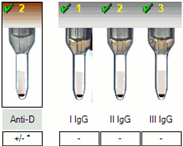 2 1 2 3
Anti-D I IgG II IgG III IgG
+/- * - - -